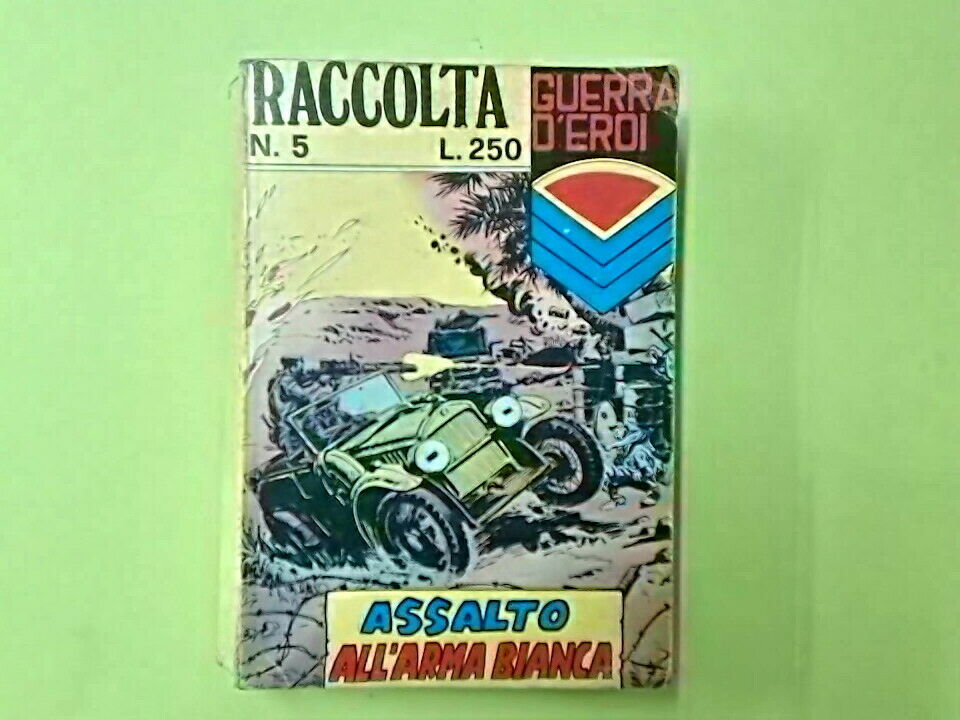 RACCOLTA
N. 5 L. 250
GUERRA
D'EROI
ASSALTO
ALL'ARMA BIANCA